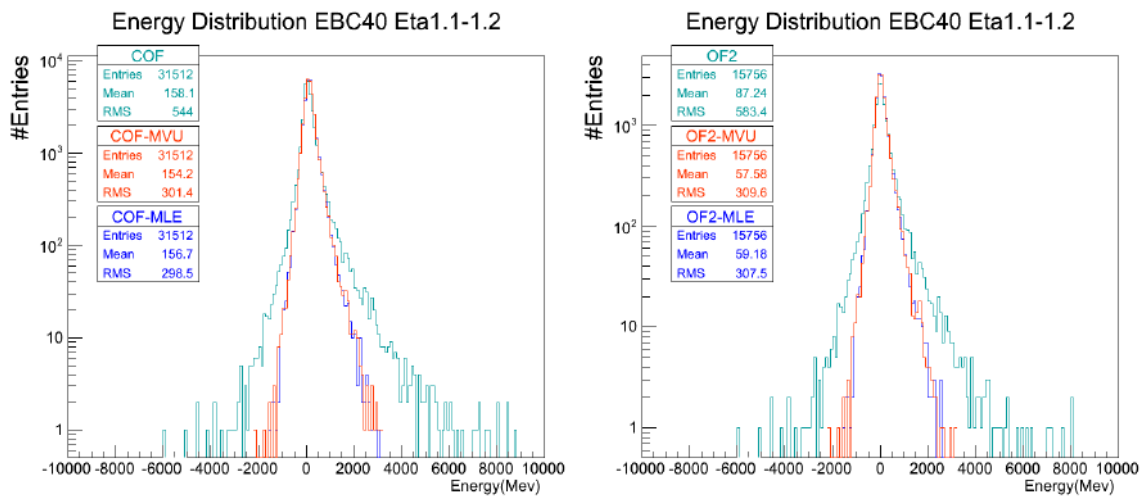 Energy Distribution EBC40 Eta1.1-1.2
#Entries
COF
Entries 31512
Mean 158.1
RMS 544
COF-MVU
Entries 31512
Mean 154.2
RMS 301.4
COF-MLE
Entries 31512
Mean 156.7
RMS 298.5
10^4
10^3
10^2
10
1
-10000 -8000 -6000 -4000 -2000 0 2000 4000 6000 8000 10000
Energy(Mev)
Energy Distribution EBC40 Eta1.1-1.2
#Entries
OF2
Entries 15756
Mean 87.24
RMS 583.4
OF2-MVU
Entries 15756
Mean 57.58
RMS 309.6
OF2-MLE
Entries 15756
Mean 59.18
RMS 307.5
10^3
10^2
10
1
-10000 -8000 -6000 -4000 -2000 0 2000 4000 6000 8000 10000
Energy(Mev)